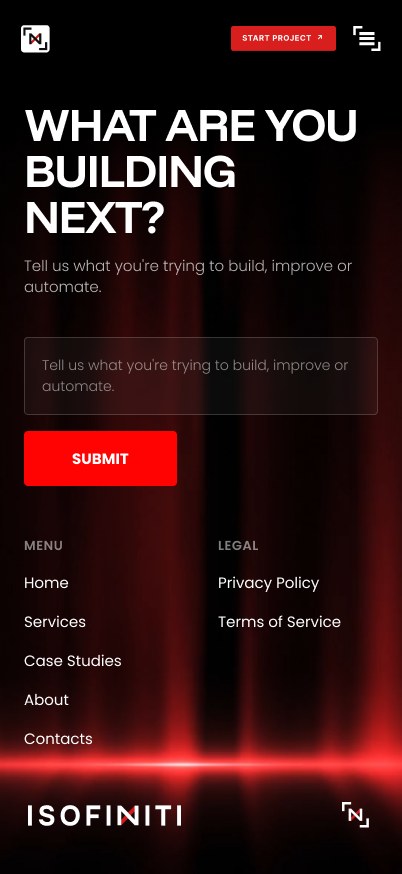 START PROJECT ↗
WHAT ARE YOU
BUILDING
NEXT?
Tell us what you're trying to build, improve or
automate.
Tell us what you're trying to build, improve or
automate.
SUBMIT
MENU
LEGAL
Home
Privacy Policy
Services
Terms of Service
Case Studies
About
Contacts
ISOFINITI
N